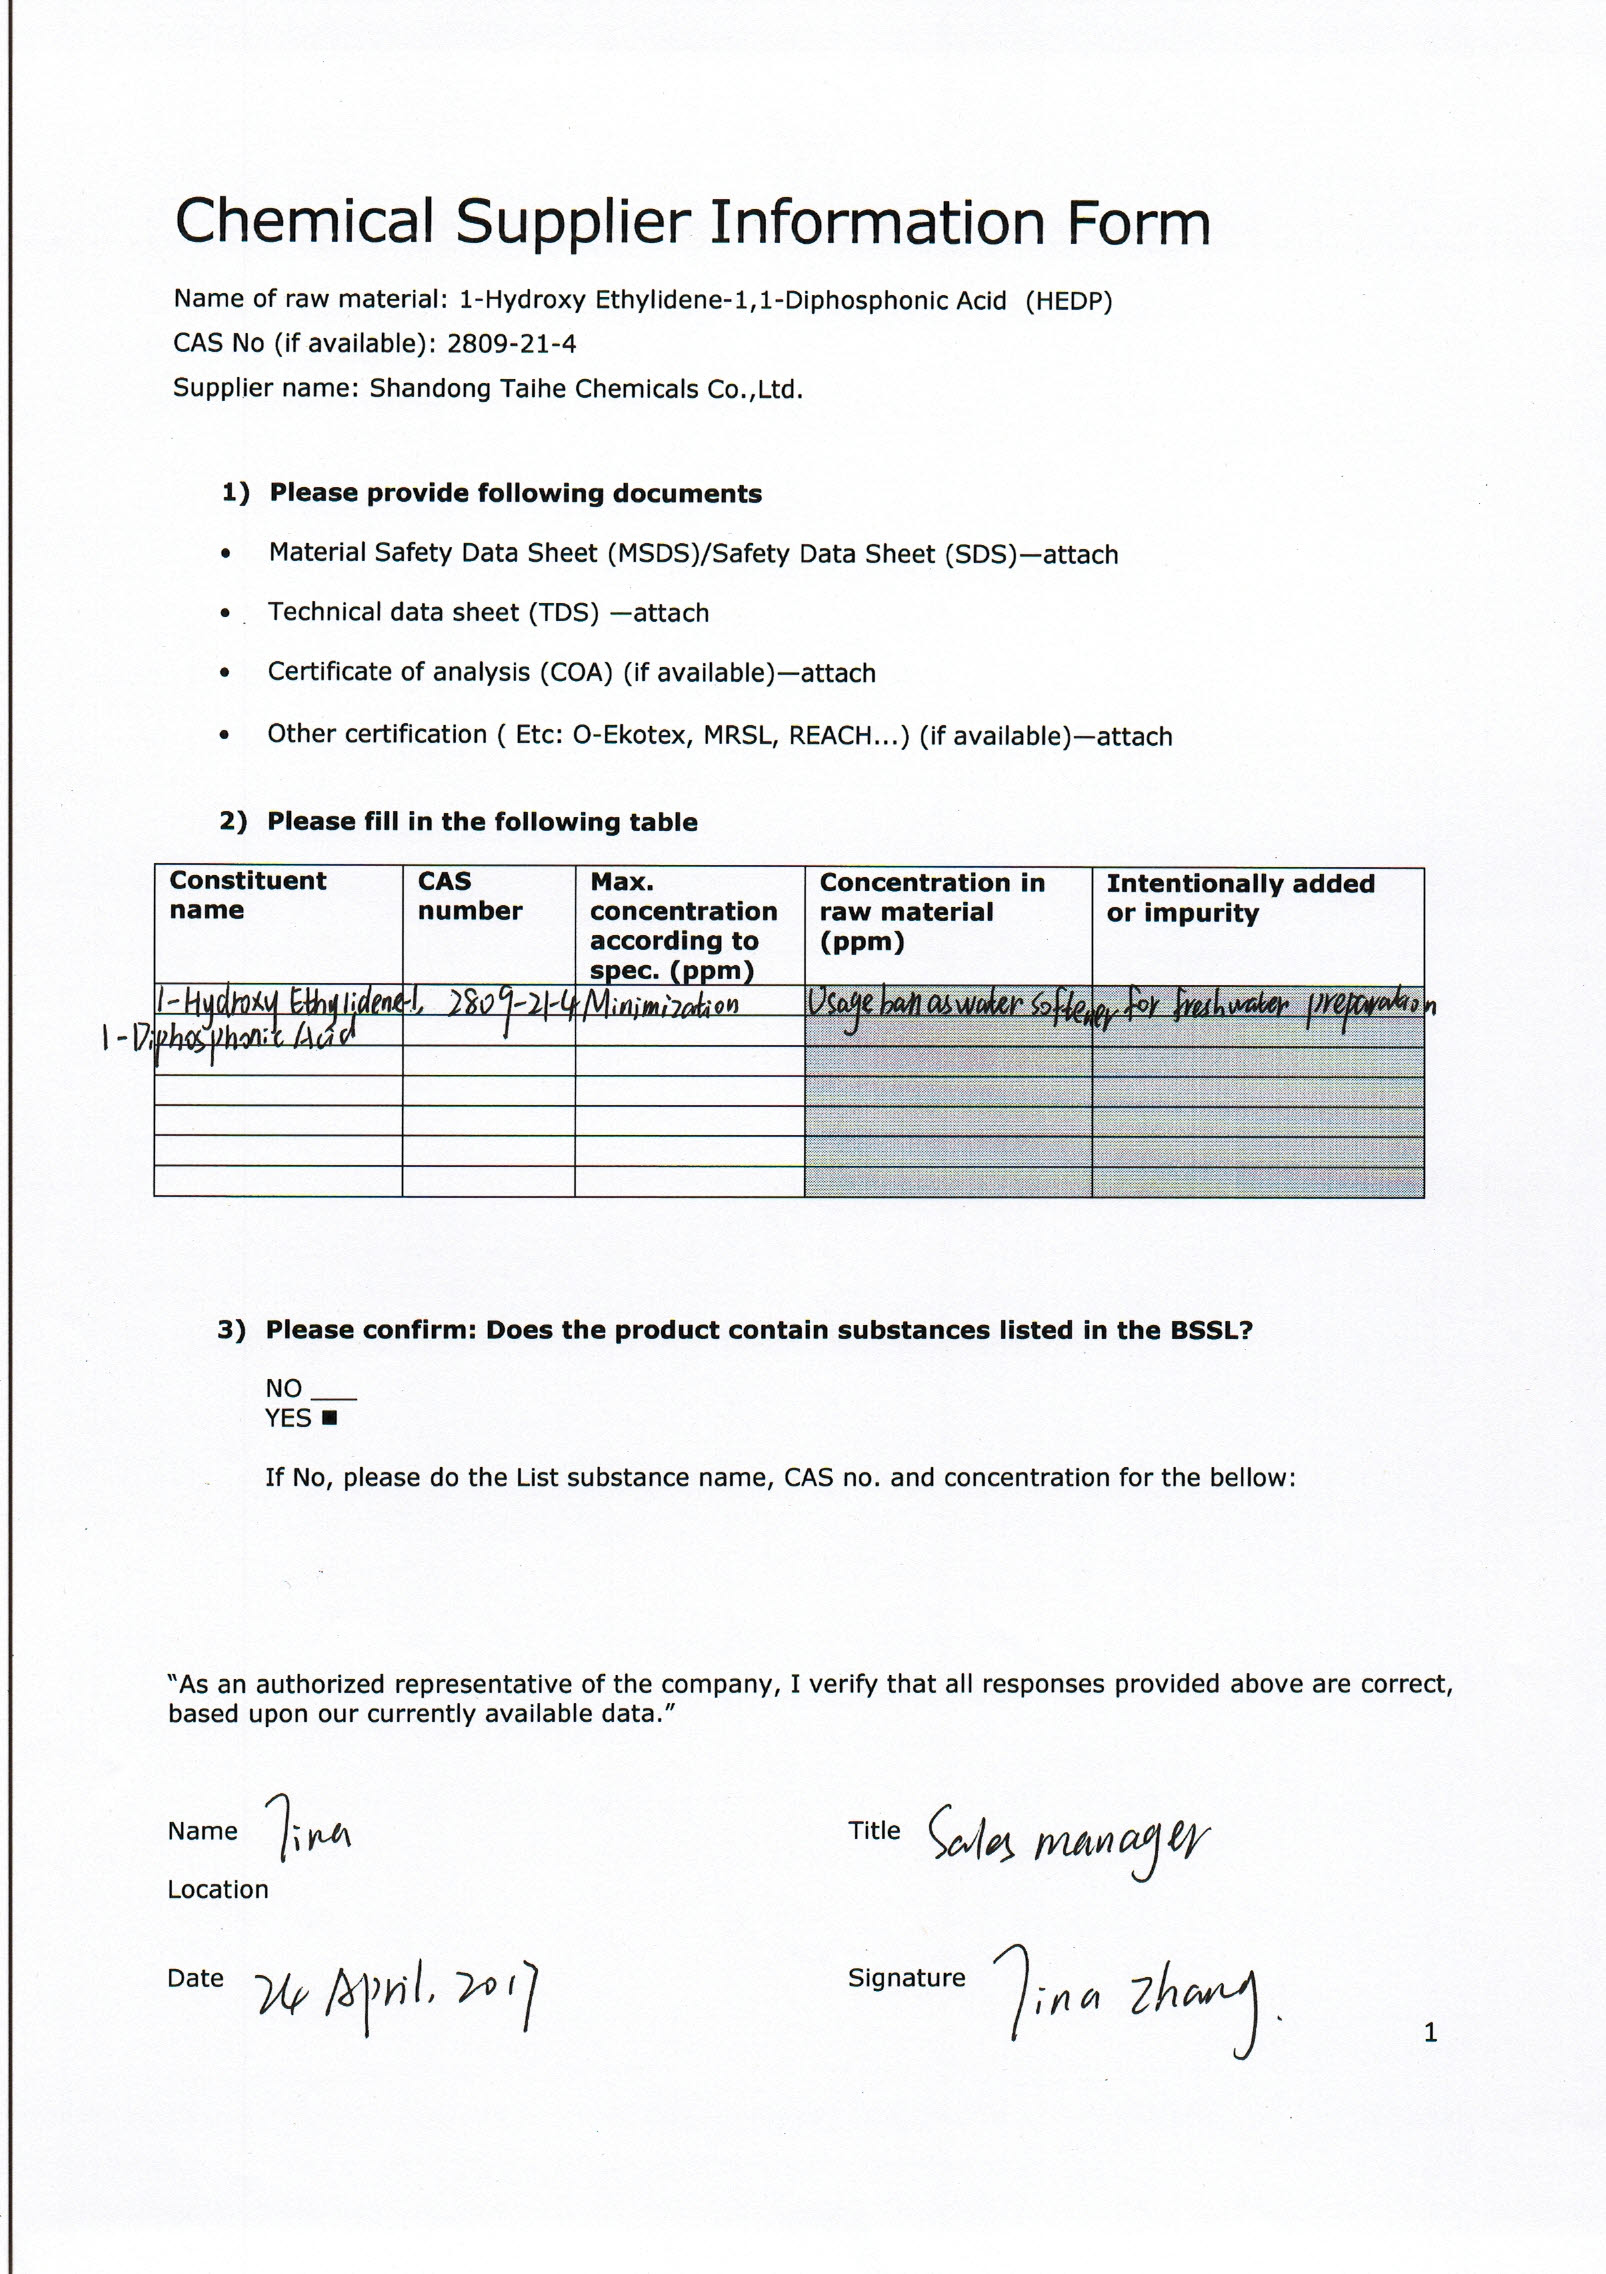 Chemical Supplier Information Form
Name of raw material: 1-Hydroxy Ethylidene-1,1-Diphosphonic Acid (HEDP)
CAS No (if available): 2809-21-4
Supplier name: Shandong Taihe Chemicals Co.,Ltd.
1) Please provide following documents
• Material Safety Data Sheet (MSDS)/Safety Data Sheet (SDS)—attach
• Technical data sheet (TDS) —attach
• Certificate of analysis (COA) (if available)—attach
• Other certification ( Etc: O-Ekotex, MRSL, REACH...) (if available)—attach
2) Please fill in the following table
Constituent name
CAS number
Max. concentration according to spec. (ppm)
Concentration in raw material (ppm)
Intentionally added or impurity
1-Hydroxy Ethylidene-1, 2809-21-4 Minimization Usage ban as water softener for freshwater preparation
1-Diphosphonic Acid
3) Please confirm: Does the product contain substances listed in the BSSL?
NO ___
YES ■
If No, please do the List substance name, CAS no. and concentration for the bellow:
“As an authorized representative of the company, I verify that all responses provided above are correct,
based upon our currently available data.”
Name Tina Title Sales manager
Location
Date 24 April, 2017 Signature Tina Zhang.
1